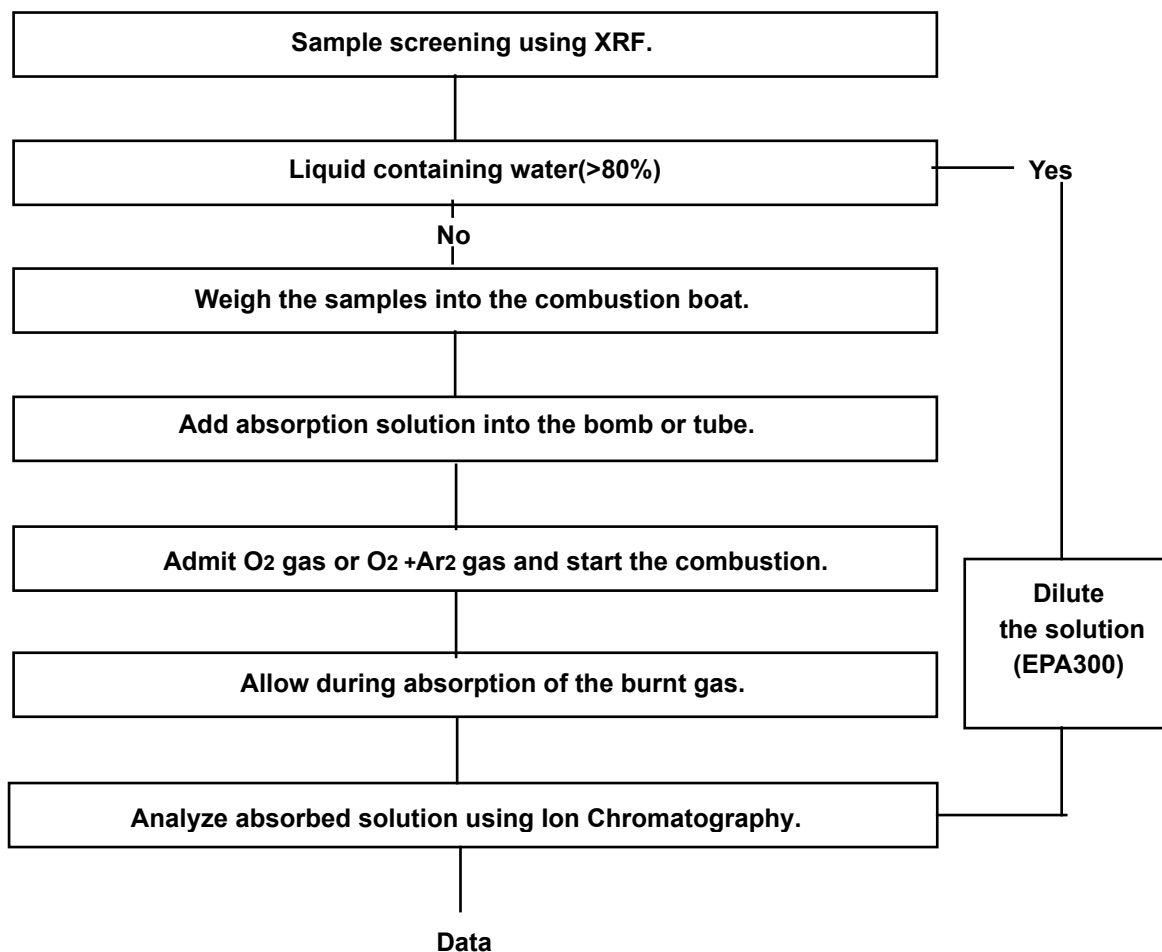 Sample screening using XRF.
Liquid containing water(>80%)
Yes
No
Weigh the samples into the combustion boat.
Add absorption solution into the bomb or tube.
Admit O2 gas or O2 +Ar2 gas and start the combustion.
Dilute
the solution
(EPA300)
Allow during absorption of the burnt gas.
Analyze absorbed solution using Ion Chromatography.
Data